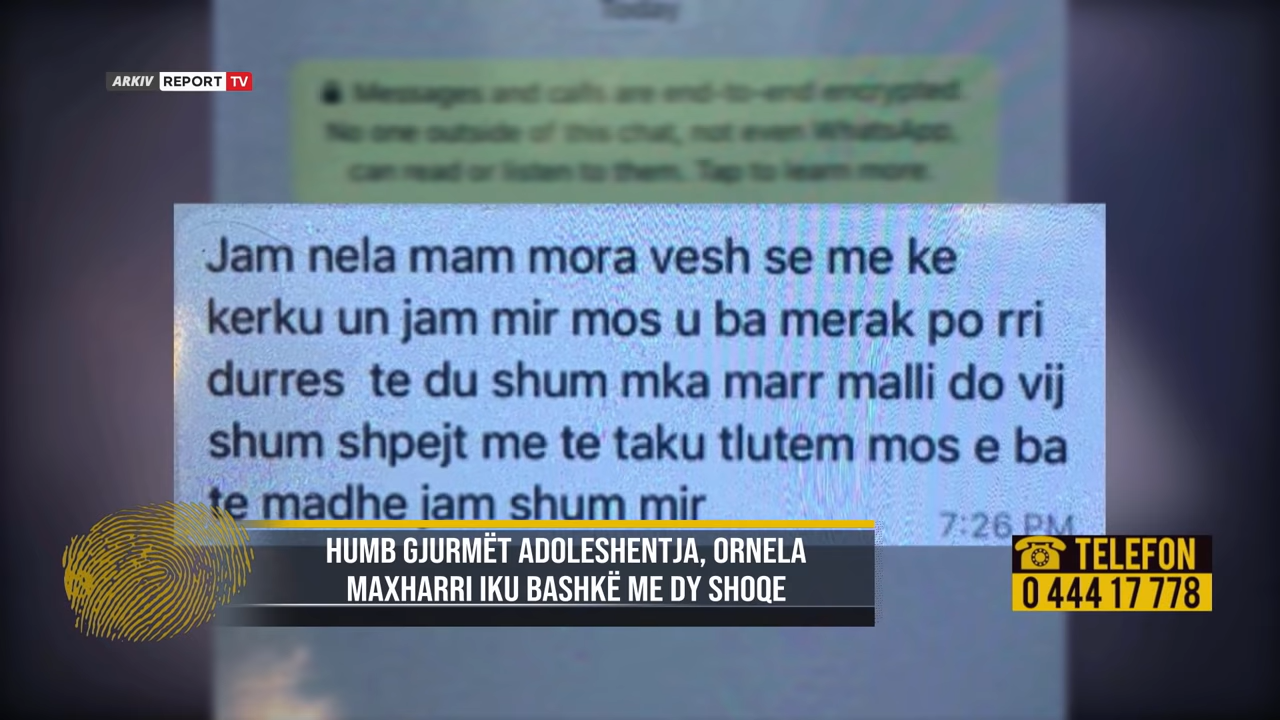 Today
ARKIV REPORT TV
Messages and calls are end-to-end encrypted.
No one outside of this chat, not even WhatsApp,
can read or listen to them. Tap to learn more.
Jam nela mam mora vesh se me ke
kerku un jam mir mos u ba merak po rri
durres te du shum mka marr malli do vij
shum shpejt me te taku tlutem mos e ba
te madhe jam shum mir
7:26 PM
HUMB GJURMËT ADOLESHENTJA, ORNELA
MAXHARRI IKU BASHKË ME DY SHOQE
TELEFON
0 444 17 778